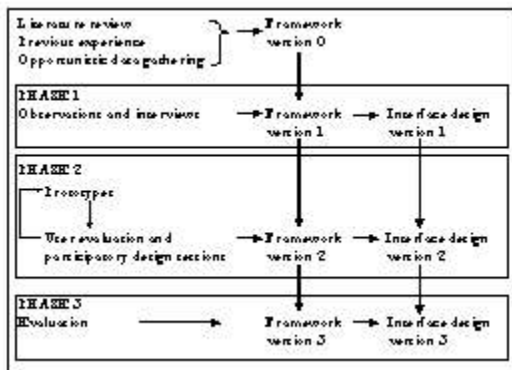 Literature review
Previous experience
Opportunistic data gathering
Framework
version 0
PHASE 1
Observations and interviews
Framework
version 1
Interface design
version 1
PHASE 2
Prototypes
User evaluation and
participatory design sessions
Framework
version 2
Interface design
version 2
PHASE 3
Evaluation
Framework
version 3
Interface design
version 3